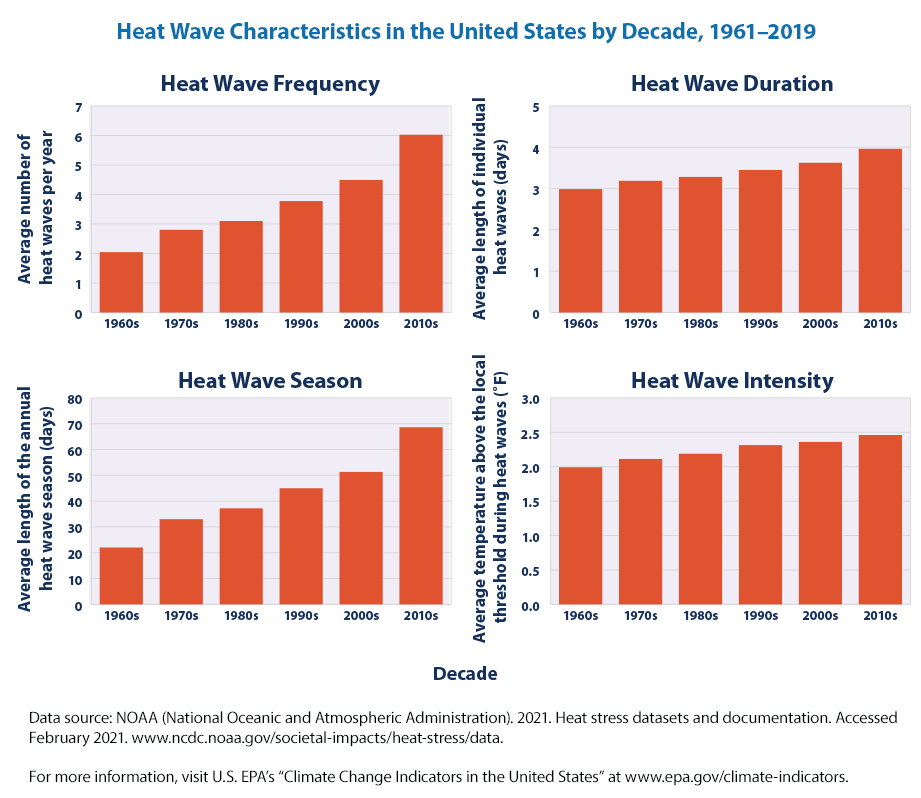 Heat Wave Characteristics in the United States by Decade, 1961–2019
Heat Wave Frequency
Average number of
heat waves per year
7
6
5
4
3
2
1
0
1960s 1970s 1980s 1990s 2000s 2010s
Heat Wave Duration
Average length of individual
heat waves (days)
5
4
3
2
1
0
1960s 1970s 1980s 1990s 2000s 2010s
Heat Wave Season
Average length of the annual
heat wave season (days)
80
70
60
50
40
30
20
10
0
1960s 1970s 1980s 1990s 2000s 2010s
Heat Wave Intensity
Average temperature above the local
threshold during heat waves (˚F)
3.0
2.5
2.0
1.5
1.0
0.5
0.0
1960s 1970s 1980s 1990s 2000s 2010s
Decade
Data source: NOAA (National Oceanic and Atmospheric Administration). 2021. Heat stress datasets and documentation. Accessed
February 2021. www.ncdc.noaa.gov/societal-impacts/heat-stress/data.
For more information, visit U.S. EPA’s “Climate Change Indicators in the United States” at www.epa.gov/climate-indicators.